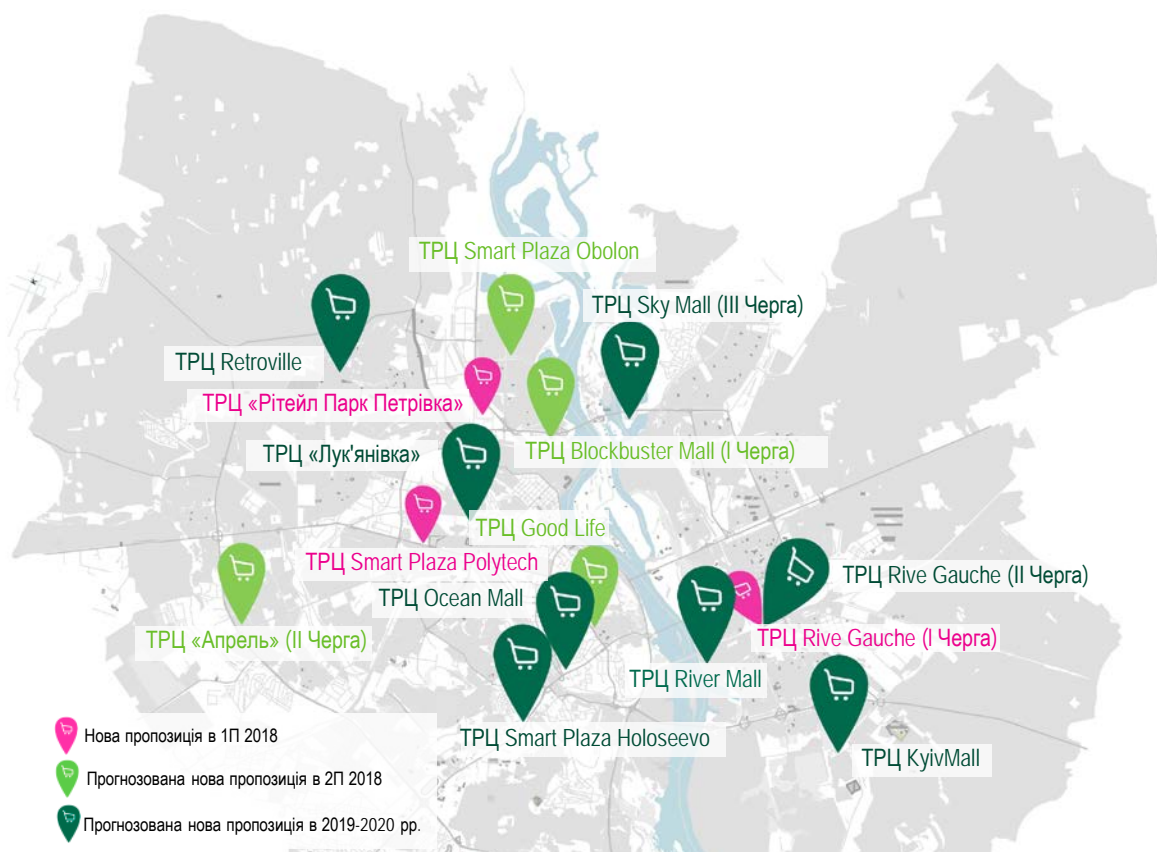 ТРЦ Smart Plaza Obolon
ТРЦ Sky Mall (III Черга)
ТРЦ Retroville
ТРЦ «Рітейл Парк Петрівка»
ТРЦ «Лук'янівка»
ТРЦ Blockbuster Mall (I Черга)
ТРЦ Good Life
ТРЦ Smart Plaza Polytech
ТРЦ Ocean Mall
ТРЦ Rive Gauche (II Черга)
ТРЦ «Апрель» (II Черга)
ТРЦ Rive Gauche (I Черга)
ТРЦ River Mall
ТРЦ Smart Plaza Holoseevo
ТРЦ KyivMall
Нова пропозиція в 1П 2018
Прогнозована нова пропозиція в 2П 2018
Прогнозована нова пропозиція в 2019-2020 рр.